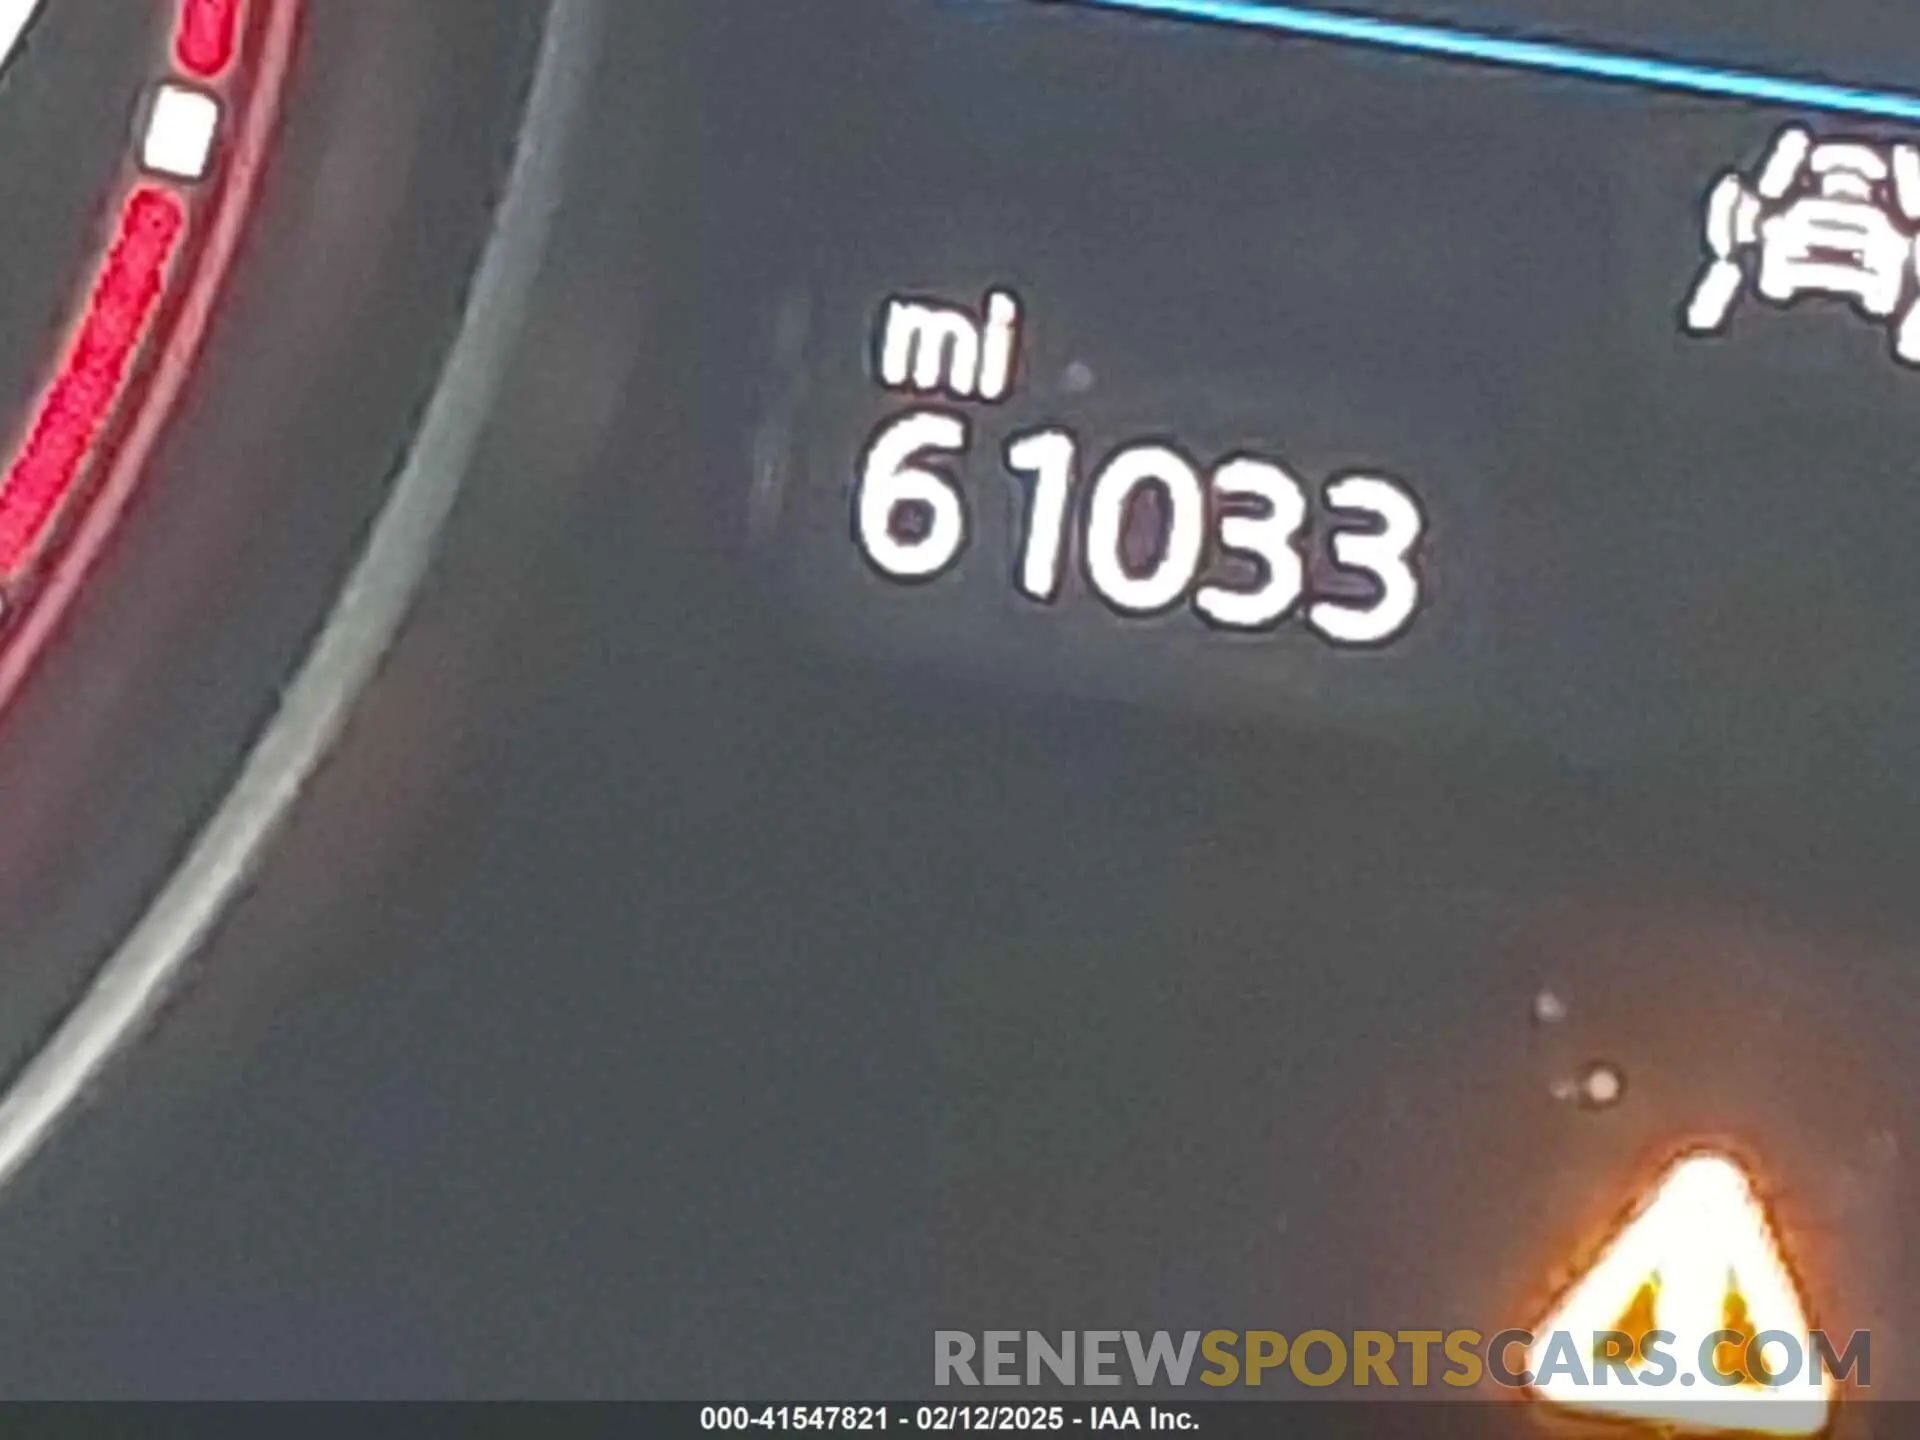 mi
61033
RENEWSPORTSCARS.COM
000-41547821 - 02/12/2025 - IAA Inc.